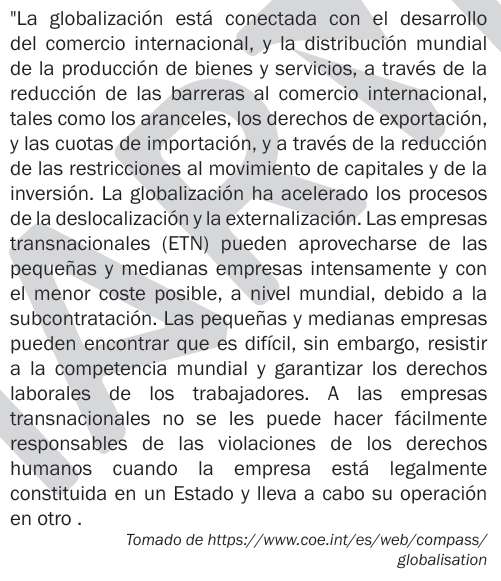 "La globalización está conectada con el desarrollo
del comercio internacional, y la distribución mundial
de la producción de bienes y servicios, a través de la
reducción de las barreras al comercio internacional,
tales como los aranceles, los derechos de exportación,
y las cuotas de importación, y a través de la reducción
de las restricciones al movimiento de capitales y de la
inversión. La globalización ha acelerado los procesos
de la deslocalización y la externalización. Las empresas
transnacionales (ETN) pueden aprovecharse de las
pequeñas y medianas empresas intensamente y con
el menor coste posible, a nivel mundial, debido a la
subcontratación. Las pequeñas y medianas empresas
pueden encontrar que es difícil, sin embargo, resistir
a la competencia mundial y garantizar los derechos
laborales de los trabajadores. A las empresas
transnacionales no se les puede hacer fácilmente
responsables de las violaciones de los derechos
humanos cuando la empresa está legalmente
constituida en un Estado y lleva a cabo su operación
en otro .
Tomado de https://www.coe.int/es/web/compass/
globalisation